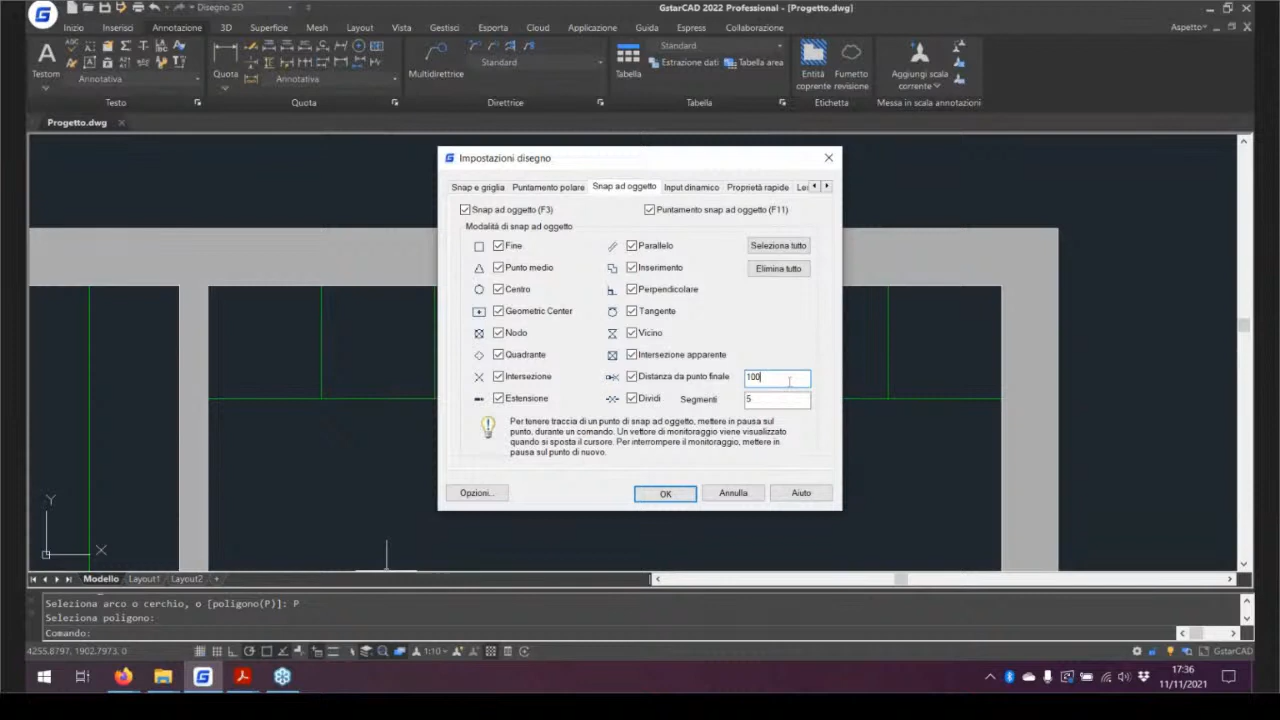 Disegno 2D
GstarCAD 2022 Professional - [Progetto.dwg]
Inizio Inserisci Annotazione 3D Superficie Mesh Layout Vista Gestisci Esporta Cloud Applicazione Guida Express Collaborazione Aspetto
Standard
Estrazione dati Tabella area
Testom Annotativa Quota Annotativa Multidirettrice Standard Tabella
Entità coprente Fumetto revisione Aggiungi scala corrente
Testo Quota Direttrice Tabella Etichetta Messa in scala annotazioni
Progetto.dwg
Impostazioni disegno
Snap e griglia Puntamento polare Snap ad oggetto Input dinamico Proprietà rapide
Snap ad oggetto (F3) Puntamento snap ad oggetto (F11)
Modalità di snap ad oggetto
Fine Parallelo Seleziona tutto
Punto medio Inserimento Elimina tutto
Centro Perpendicolare
Geometric Center Tangente
Nodo Vicino
Quadrante Intersezione apparente
Intersezione Distanza da punto finale 100
Estensione Dividi Segmenti 5
Per tenere traccia di un punto di snap ad oggetto, mettere in pausa sul
punto, durante un comando. Un vettore di monitoraggio viene visualizzato
quando si sposta il cursore. Per interrompere il monitoraggio, mettere in
pausa sul punto di nuovo.
Opzioni... OK Annulla Aiuto
Y
X
Modello Layout1 Layout2 +
Seleziona arco o cerchio, o [poligono(P)]: P
Seleziona poligono:
Comando:
4255.8797, 1902.7973, 0 1:10 GstarCAD
17:36
11/11/2021